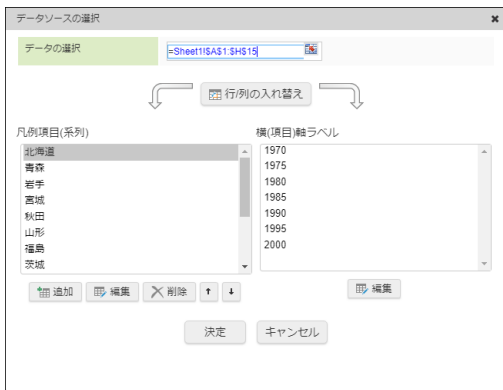 データソースの選択
データの選択
=Sheet1!$A$1:$H$15
行/列の入れ替え
凡例項目(系列)
横(項目)軸ラベル
北海道
青森
岩手
宮城
秋田
山形
福島
茨城
1970
1975
1980
1985
1990
1995
2000
追加
編集
削除
編集
決定
キャンセル